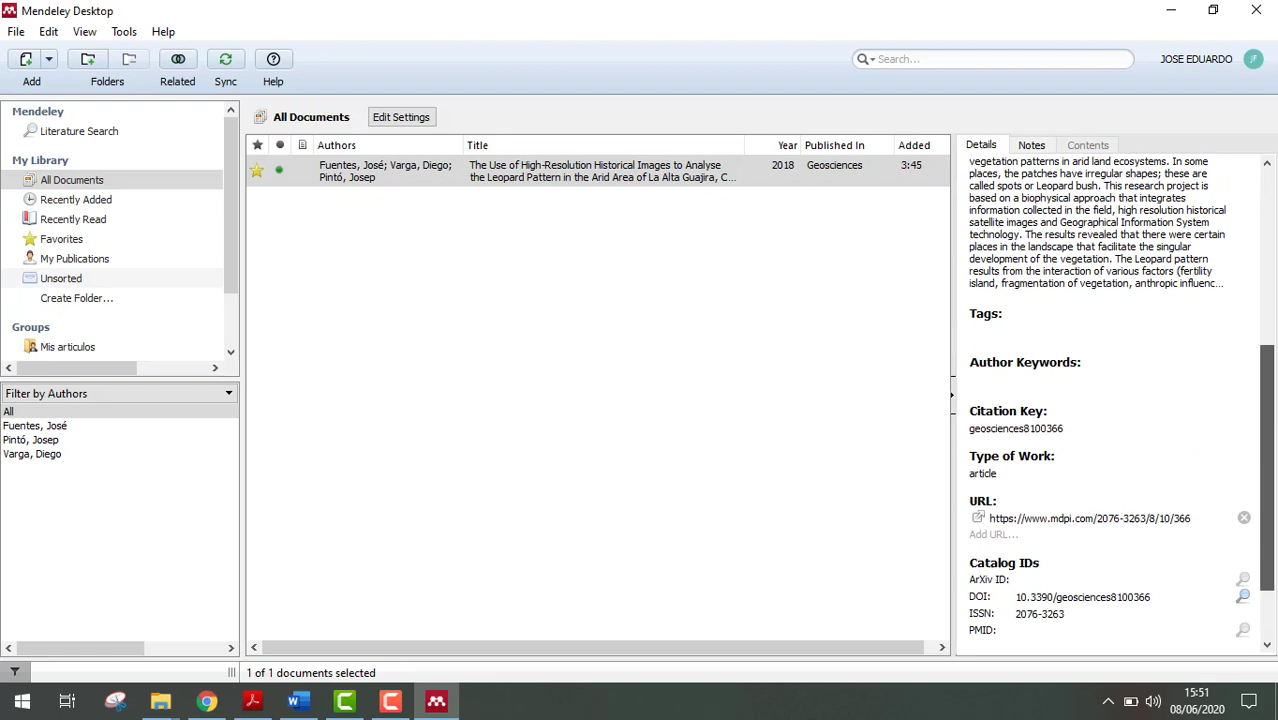 Mendeley Desktop
File Edit View Tools Help
Add Folders Related Sync Help
Search...
JOSE EDUARDO JF
Mendeley
Literature Search
My Library
All Documents
Recently Added
Recently Read
Favorites
My Publications
Unsorted
Create Folder...
Groups
Mis articulos
Filter by Authors
All
Fuentes, José
Pintó, Josep
Varga, Diego
All Documents Edit Settings
Authors Title Year Published In Added
Fuentes, José; Varga, Diego; The Use of High-Resolution Historical Images to Analyse 2018 Geosciences 3:45
Pintó, Josep the Leopard Pattern in the Arid Area of La Alta Guajira, C...
Details Notes Contents
vegetation patterns in arid land ecosystems. In some
places, the patches have irregular shapes; these are
called spots or Leopard bush. This research project is
based on a biophysical approach that integrates
information collected in the field, high resolution historical
satellite images and Geographical Information System
technology. The results revealed that there were certain
places in the landscape that facilitate the singular
development of the vegetation. The Leopard pattern
results from the interaction of various factors (fertility
island, fragmentation of vegetation, anthropic influenc...
Tags:
Author Keywords:
Citation Key:
geosciences8100366
Type of Work:
article
URL:
https://www.mdpi.com/2076-3263/8/10/366
Add URL...
Catalog IDs
ArXiv ID:
DOI: 10.3390/geosciences8100366
ISSN: 2076-3263
PMID:
1 of 1 documents selected
15:51
08/06/2020